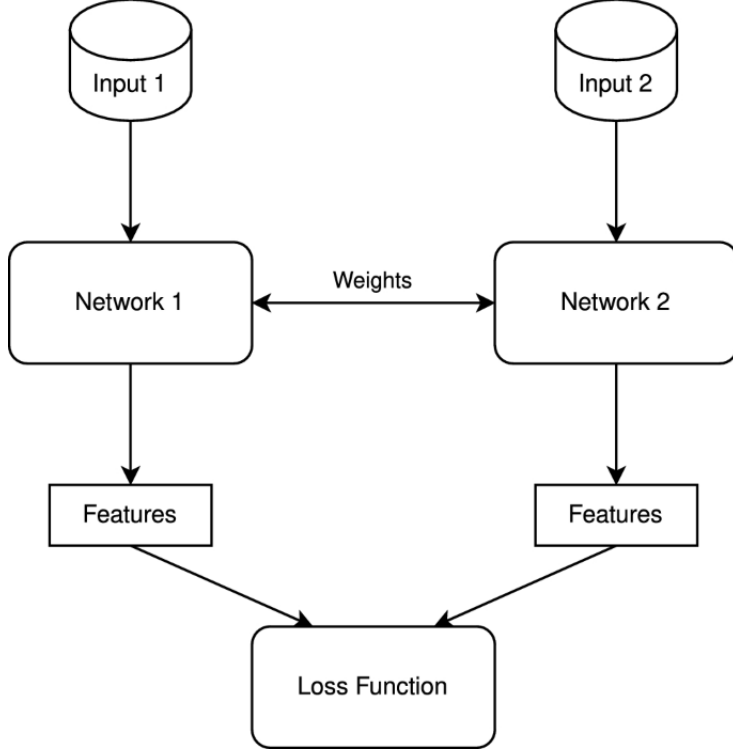 Input 1
Input 2
Network 1
Weights
Network 2
Features
Features
Loss Function